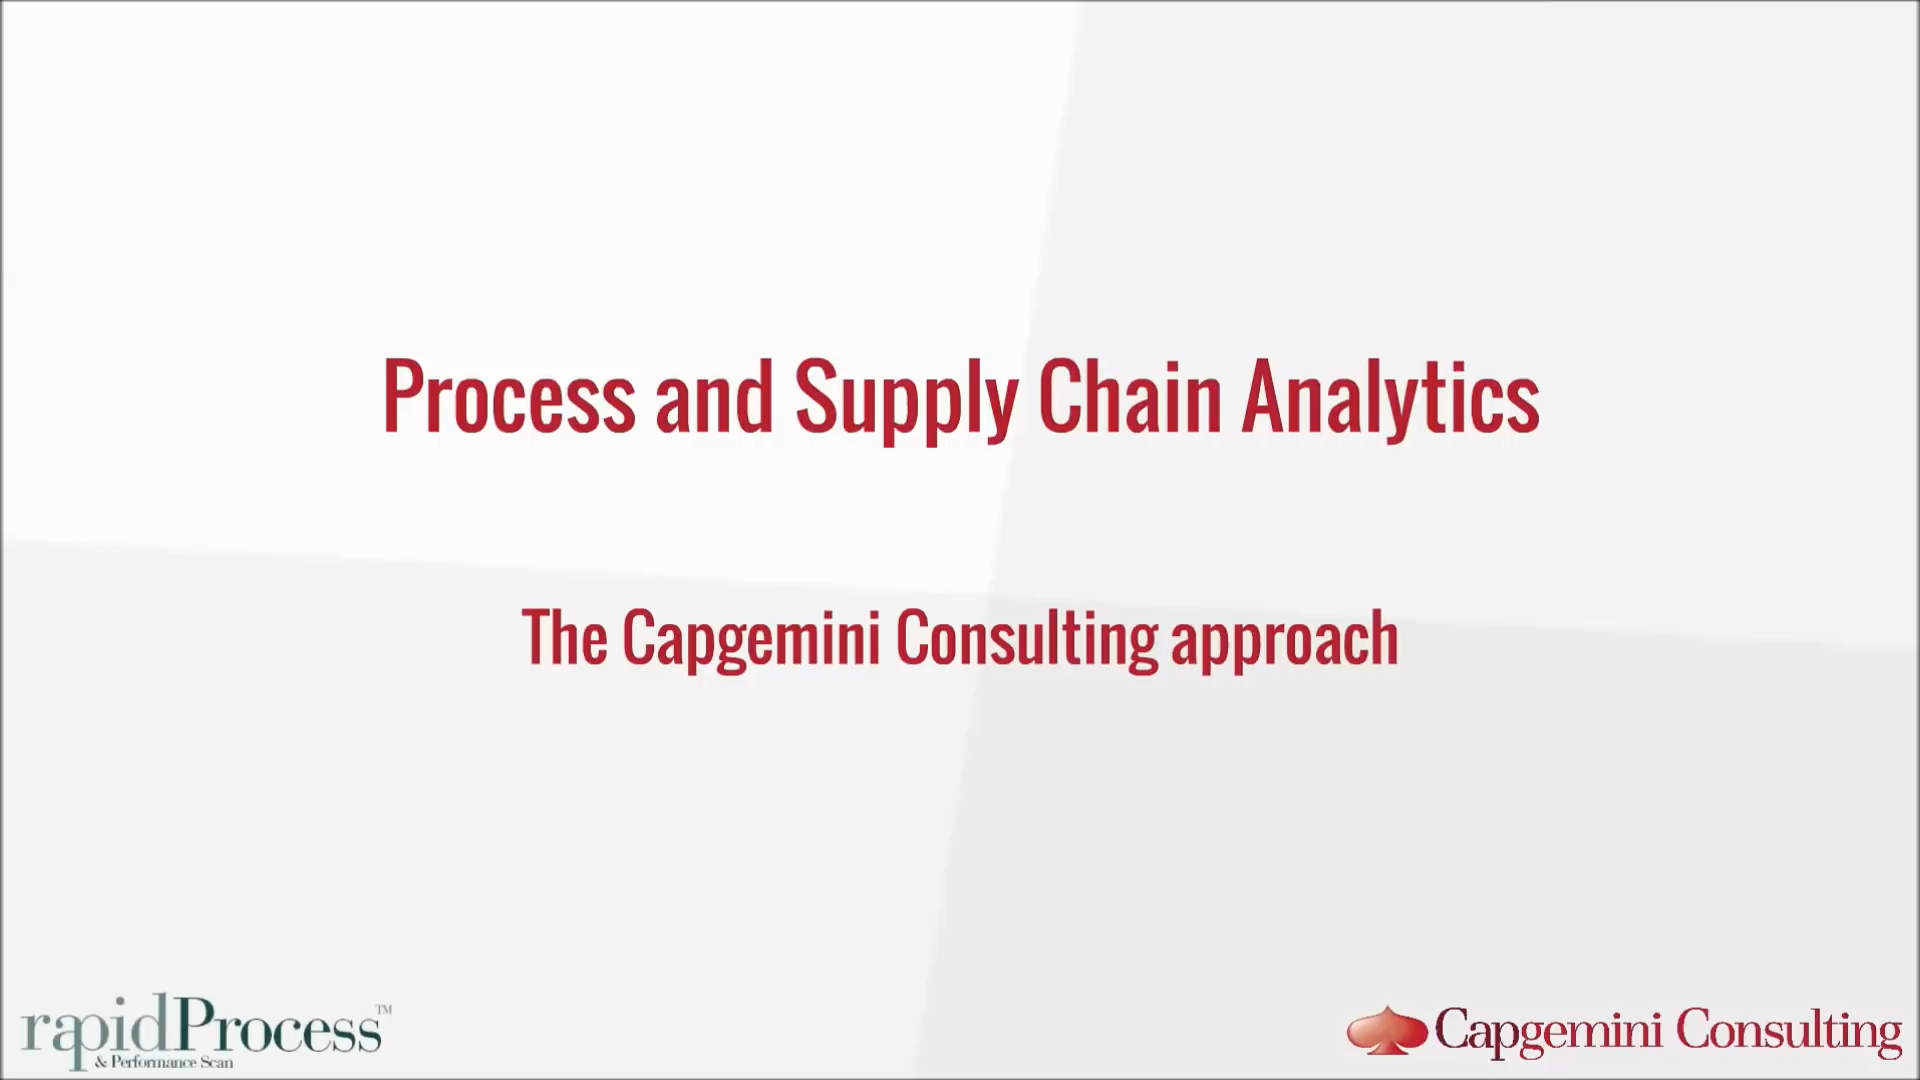 Process and Supply Chain Analytics
The Capgemini Consulting approach
rapidProcess™
& Performance Scan
Capgemini Consulting